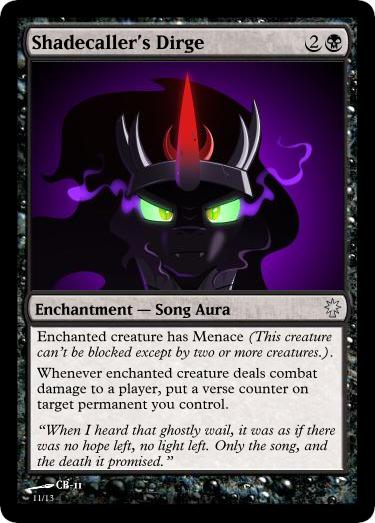 Shadecaller's Dirge 2
Enchantment — Song Aura
Enchanted creature has Menace (This creature
can't be blocked except by two or more creatures.).
Whenever enchanted creature deals combat
damage to a player, put a verse counter on
target permanent you control.
"When I heard that ghostly wail, it was as if there
was no hope left, no light left. Only the song, and
the death it promised."
CB-11
11/13